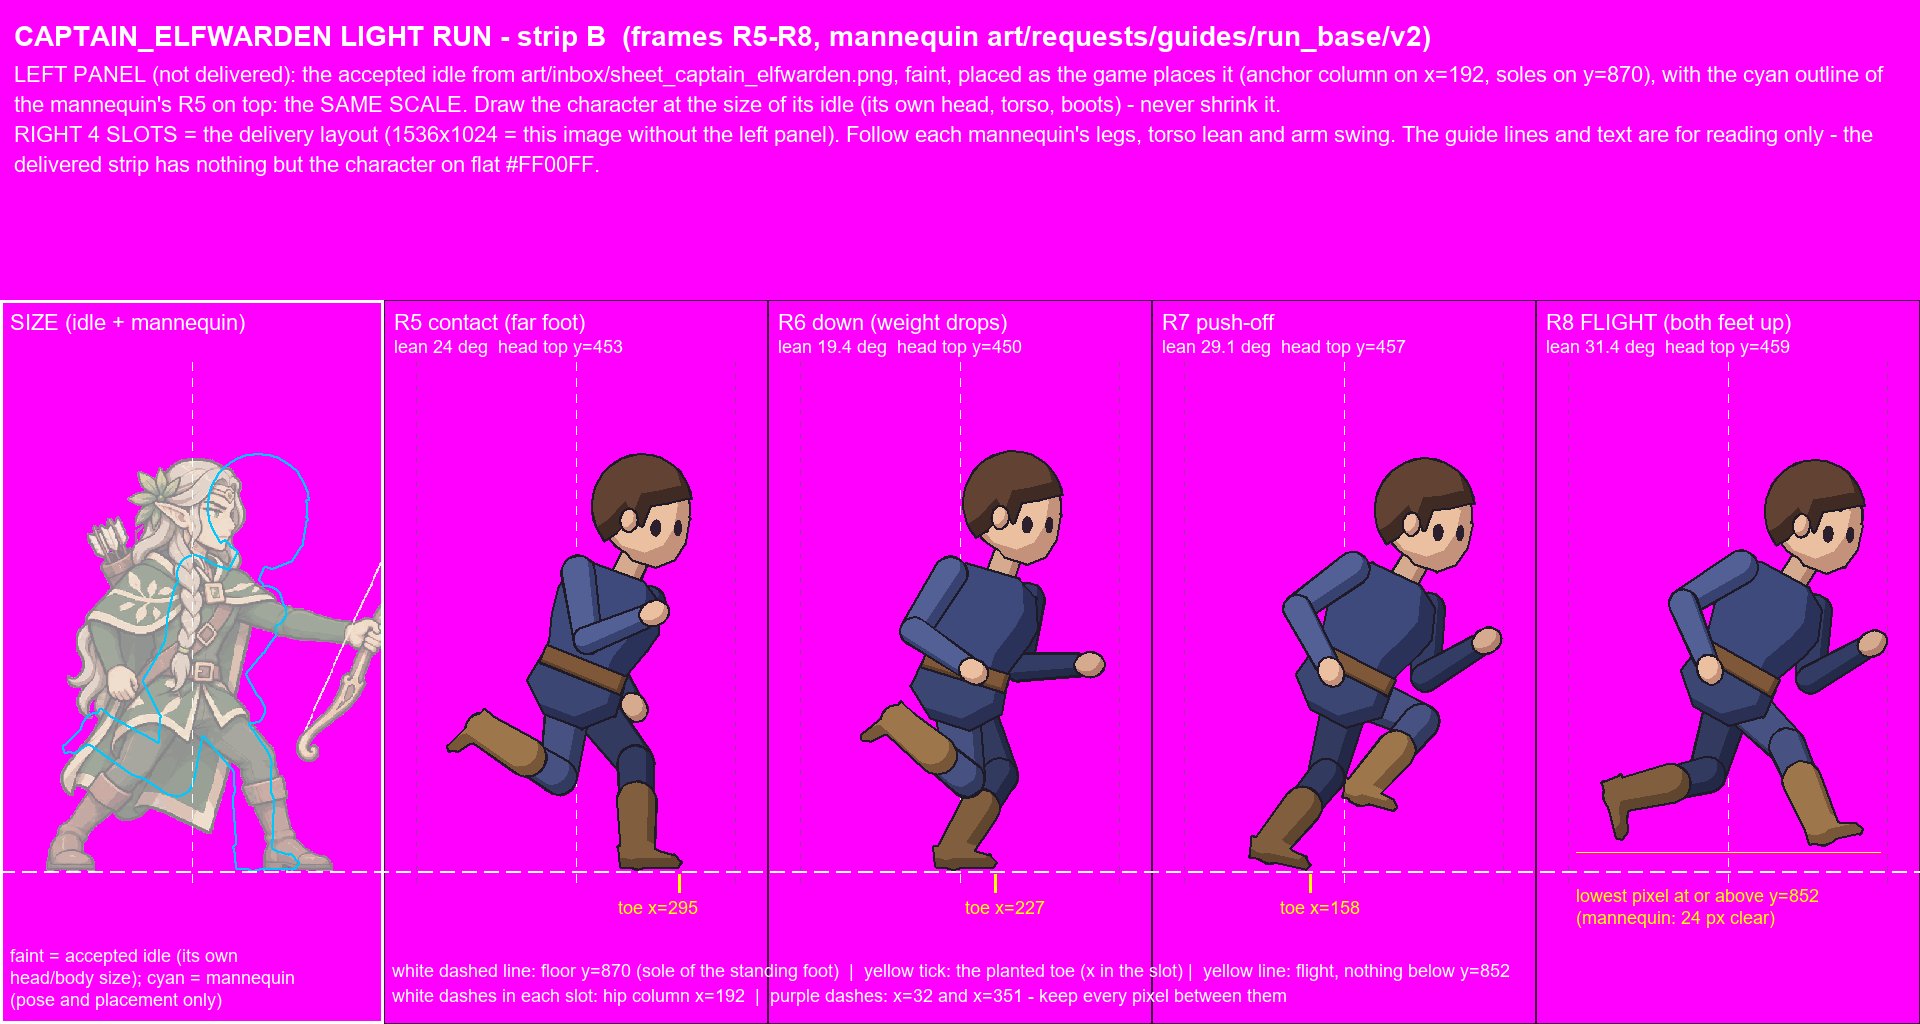 CAPTAIN_ELFWARDEN LIGHT RUN - strip B  (frames R5-R8, mannequin art/requests/guides/run_base/v2)
LEFT PANEL (not delivered): the accepted idle from art/inbox/sheet_captain_elfwarden.png, faint, placed as the game places it (anchor column on x=192, soles on y=870), with the cyan outline of
the mannequin's R5 on top: the SAME SCALE. Draw the character at the size of its idle (its own head, torso, boots) - never shrink it.
RIGHT 4 SLOTS = the delivery layout (1536x1024 = this image without the left panel). Follow each mannequin's legs, torso lean and arm swing. The guide lines and text are for reading only - the
delivered strip has nothing but the character on flat #FF00FF.
SIZE (idle + mannequin)
R5 contact (far foot)
lean 24 deg  head top y=453
R6 down (weight drops)
lean 19.4 deg  head top y=450
R7 push-off
lean 29.1 deg  head top y=457
R8 FLIGHT (both feet up)
lean 31.4 deg  head top y=459
toe x=295
toe x=227
toe x=158
lowest pixel at or above y=852
(mannequin: 24 px clear)
faint = accepted idle (its own
head/body size); cyan = mannequin
(pose and placement only)
white dashed line: floor y=870 (sole of the standing foot)  |  yellow tick: the planted toe (x in the slot) |  yellow line: flight, nothing below y=852
white dashes in each slot: hip column x=192  |  purple dashes: x=32 and x=351 - keep every pixel between them